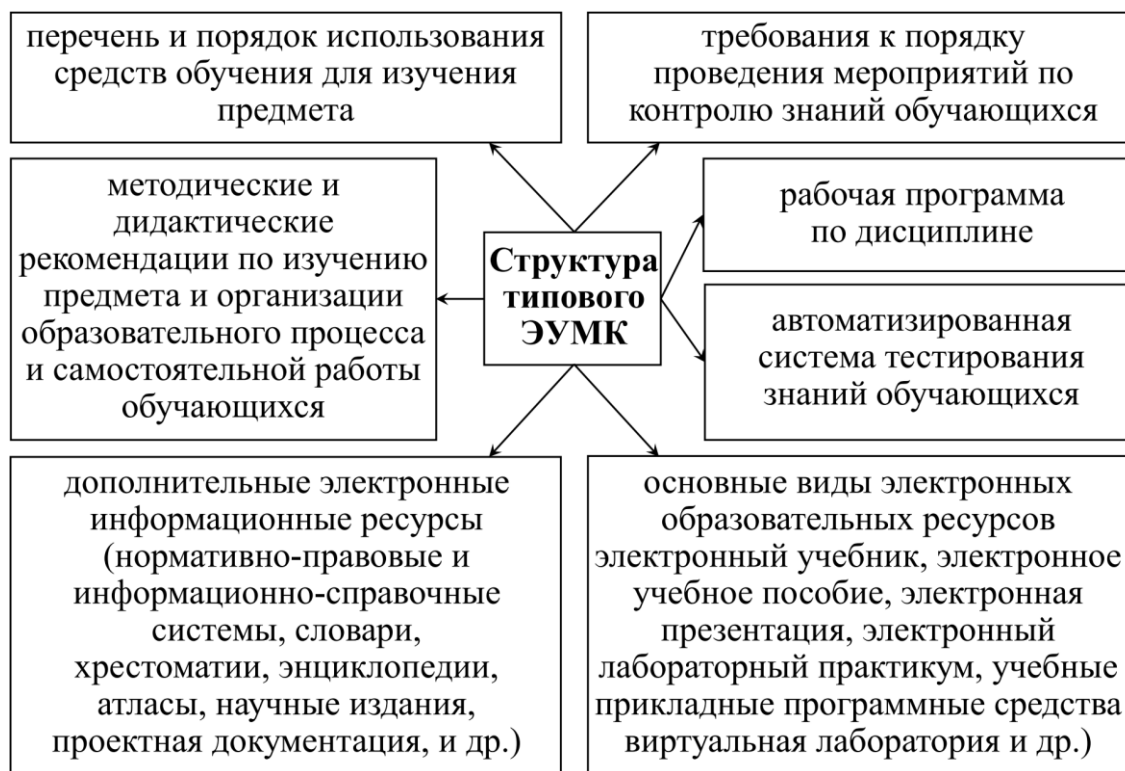 перечень и порядок использования
средств обучения для изучения
предмета
требования к порядку
проведения мероприятий по
контролю знаний обучающихся
методические и
дидактические
рекомендации по изучению
предмета и организации
образовательного процесса
и самостоятельной работы
обучающихся
Структура
типового
ЭУМК
рабочая программа
по дисциплине
автоматизированная
система тестирования
знаний обучающихся
дополнительные электронные
информационные ресурсы
(нормативно-правовые и
информационно-справочные
системы, словари,
хрестоматии, энциклопедии,
атласы, научные издания,
проектная документация, и др.)
основные виды электронных
образовательных ресурсов
электронный учебник, электронное
учебное пособие, электронная
презентация, электронный
лабораторный практикум, учебные
прикладные программные средства
виртуальная лаборатория и др.)